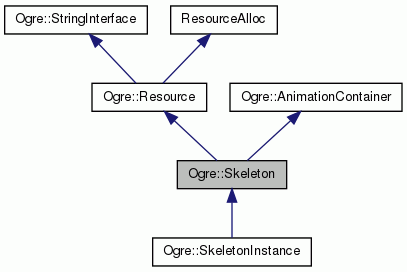 Ogre::StringInterface
ResourceAlloc
Ogre::Resource
Ogre::AnimationContainer
Ogre::Skeleton
Ogre::SkeletonInstance